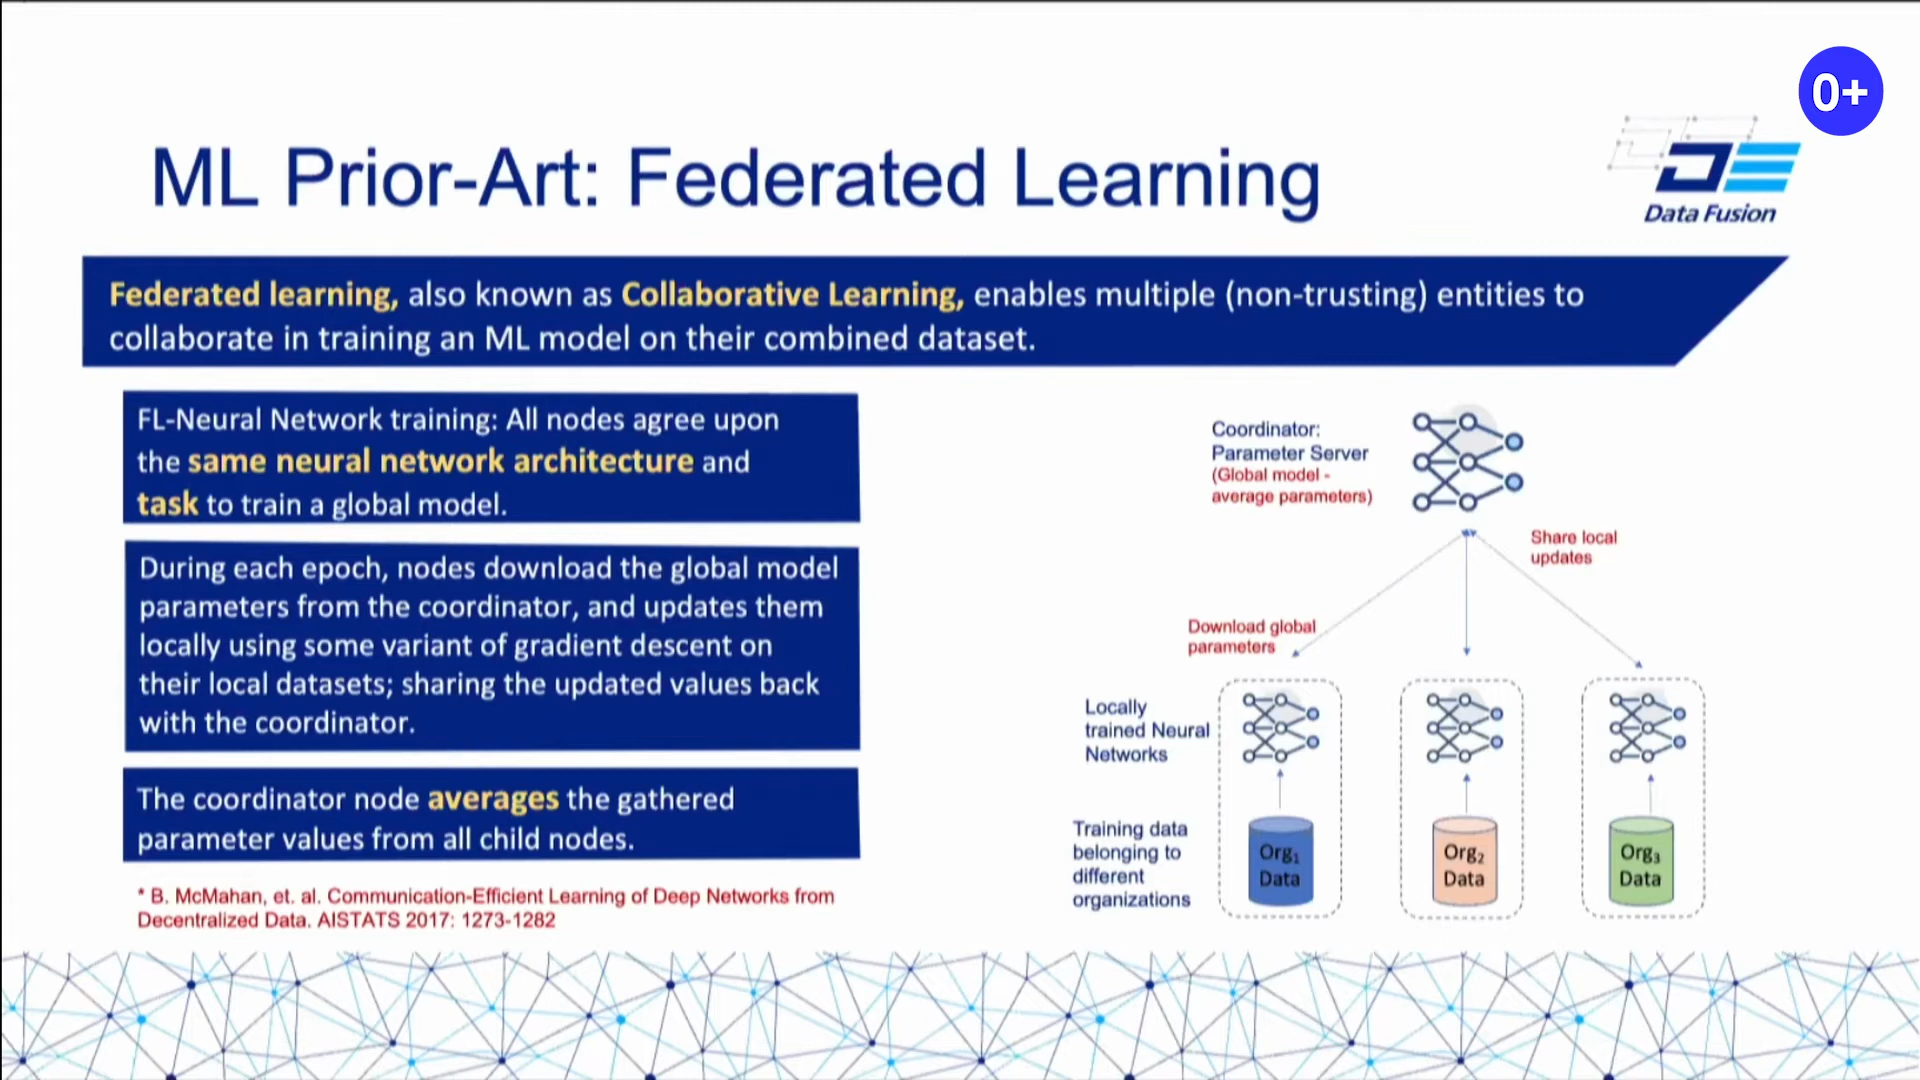 0+
ML Prior-Art: Federated Learning
Data Fusion
Federated learning, also known as Collaborative Learning, enables multiple (non-trusting) entities to
collaborate in training an ML model on their combined dataset.
FL-Neural Network training: All nodes agree upon
the same neural network architecture and
task to train a global model.
During each epoch, nodes download the global model
parameters from the coordinator, and updates them
locally using some variant of gradient descent on
their local datasets; sharing the updated values back
with the coordinator.
The coordinator node averages the gathered
parameter values from all child nodes.
* B. McMahan, et. al. Communication-Efficient Learning of Deep Networks from
Decentralized Data. AISTATS 2017: 1273-1282
Coordinator:
Parameter Server
(Global model -
average parameters)
Share local
updates
Download global
parameters
Locally
trained Neural
Networks
Training data
belonging to
different
organizations
Org₁
Data
Org₂
Data
Org₃
Data